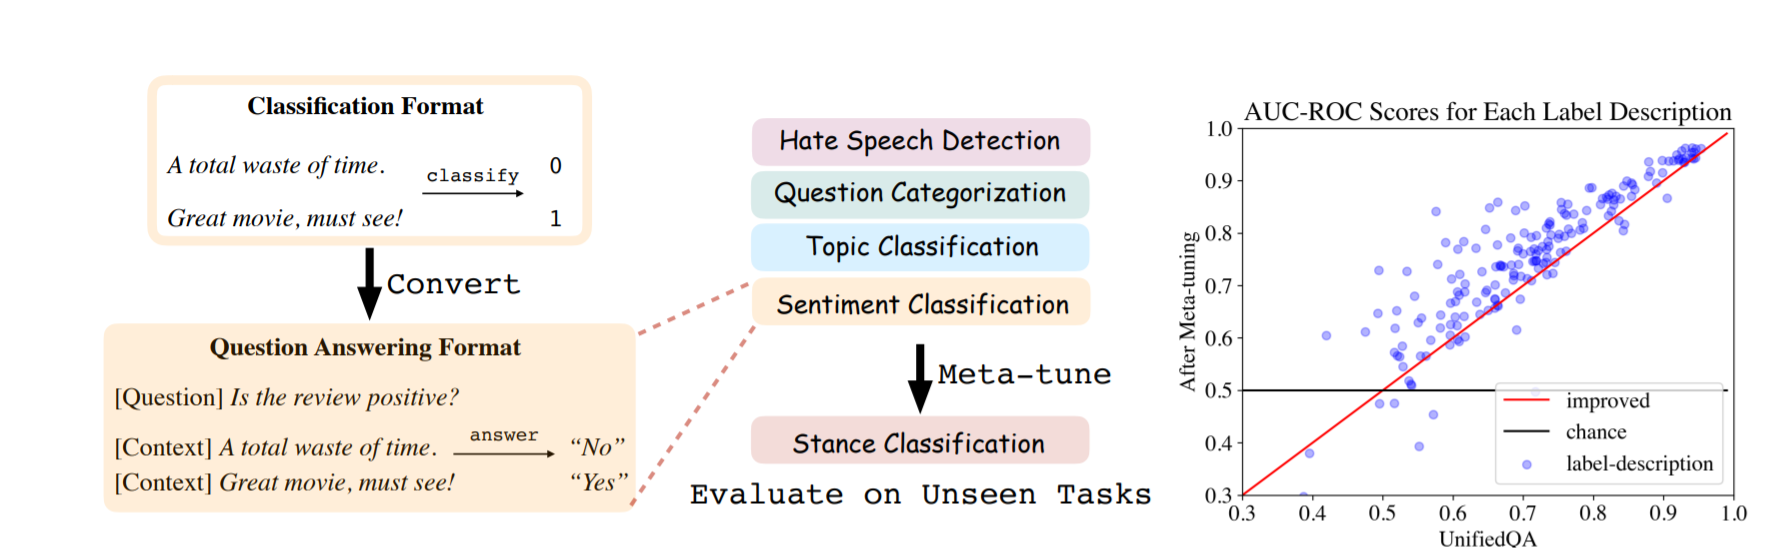 Classification Format
A total waste of time.
classify
0
Great movie, must see!
1
Convert
Question Answering Format
[Question] Is the review positive?
[Context] A total waste of time.
answer
“No”
[Context] Great movie, must see!
“Yes”
Hate Speech Detection
Question Categorization
Topic Classification
Sentiment Classification
Meta-tune
Stance Classification
Evaluate on Unseen Tasks
AUC-ROC Scores for Each Label Description
After Meta-tuning
1.0
0.9
0.8
0.7
0.6
0.5
0.4
0.3
improved
chance
label-description
0.3 0.4 0.5 0.6 0.7 0.8 0.9 1.0
UnifiedQA